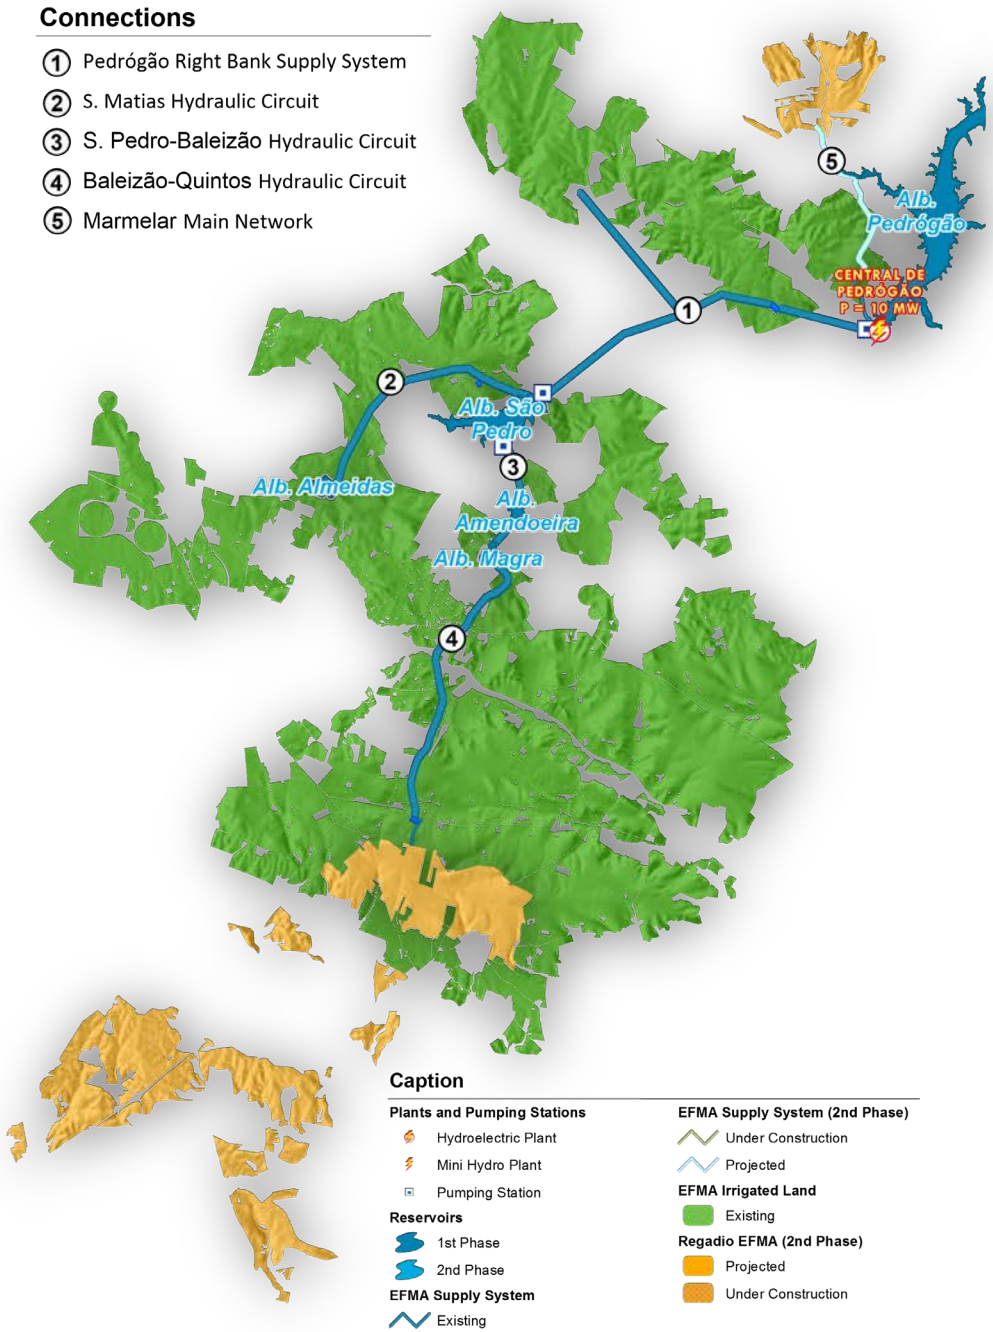 Connections
1 Pedrógão Right Bank Supply System
2 S. Matias Hydraulic Circuit
3 S. Pedro-Baleizão Hydraulic Circuit
4 Baleizão-Quintos Hydraulic Circuit
5 Marmelar Main Network
5
Alb.
Pedrógão
CENTRAL DE
PEDRÓGÃO
P = 10 MW
1
2
Alb. São
Pedro
3
Alb. Almeidas
Alb.
Amendoeira
Alb. Magra
4
Caption
Plants and Pumping Stations
Hydroelectric Plant
Mini Hydro Plant
Pumping Station
Reservoirs
1st Phase
2nd Phase
EFMA Supply System
Existing
EFMA Supply System (2nd Phase)
Under Construction
Projected
EFMA Irrigated Land
Existing
Regadio EFMA (2nd Phase)
Projected
Under Construction